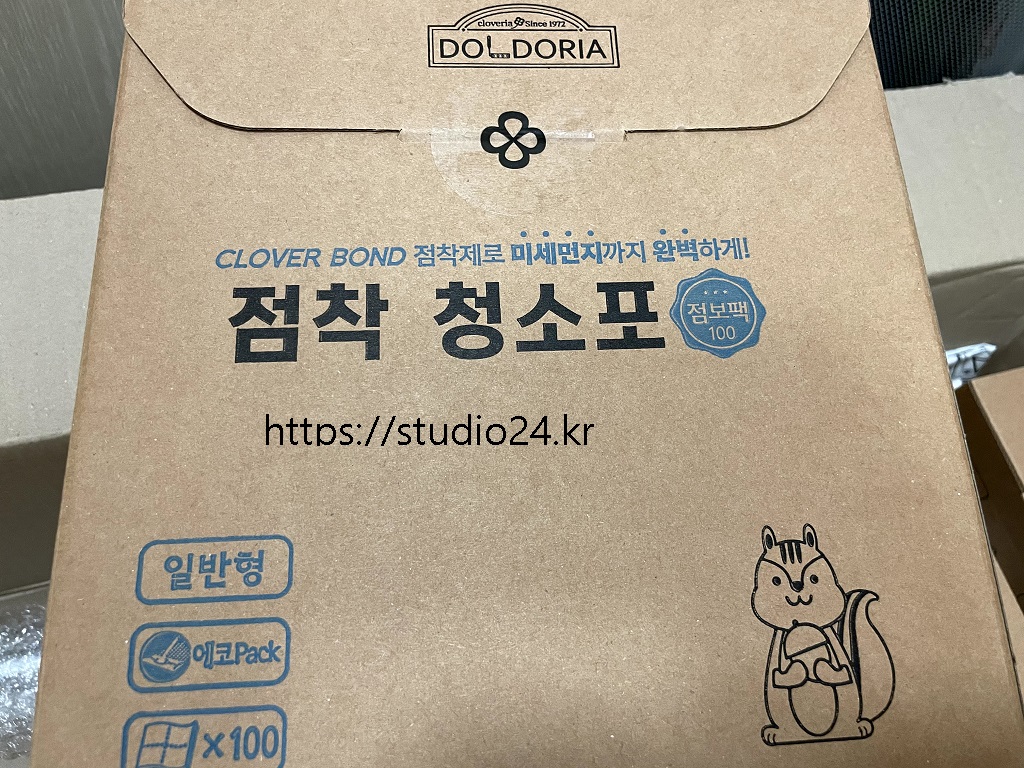 cloveria Since 1972
DOLDORIA
CLOVER BOND 점착제로 미세먼지까지 완벽하게!
점착 청소포
점보팩
100
https://studio24.kr
일반형
에코Pack
x100